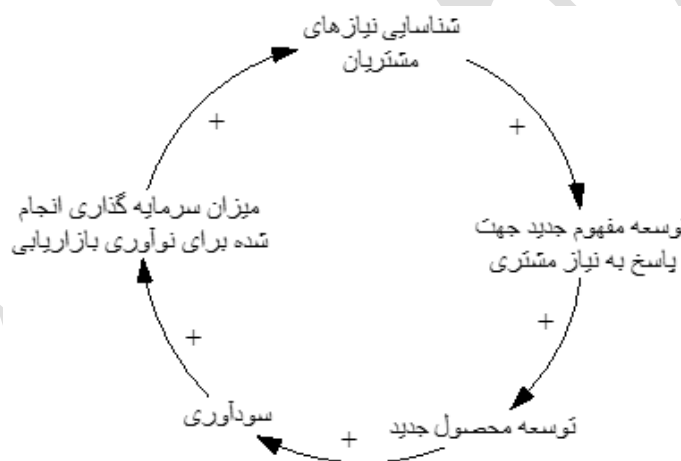 شناسایی نیازهای
مشتریان
+
+
میزان سرمایه گذاری انجام
شده برای نوآوری بازاریابی
توسعه مفهوم جدید جهت
پاسخ به نیاز مشتری
+
+
سودآوری
+
توسعه محصول جدید